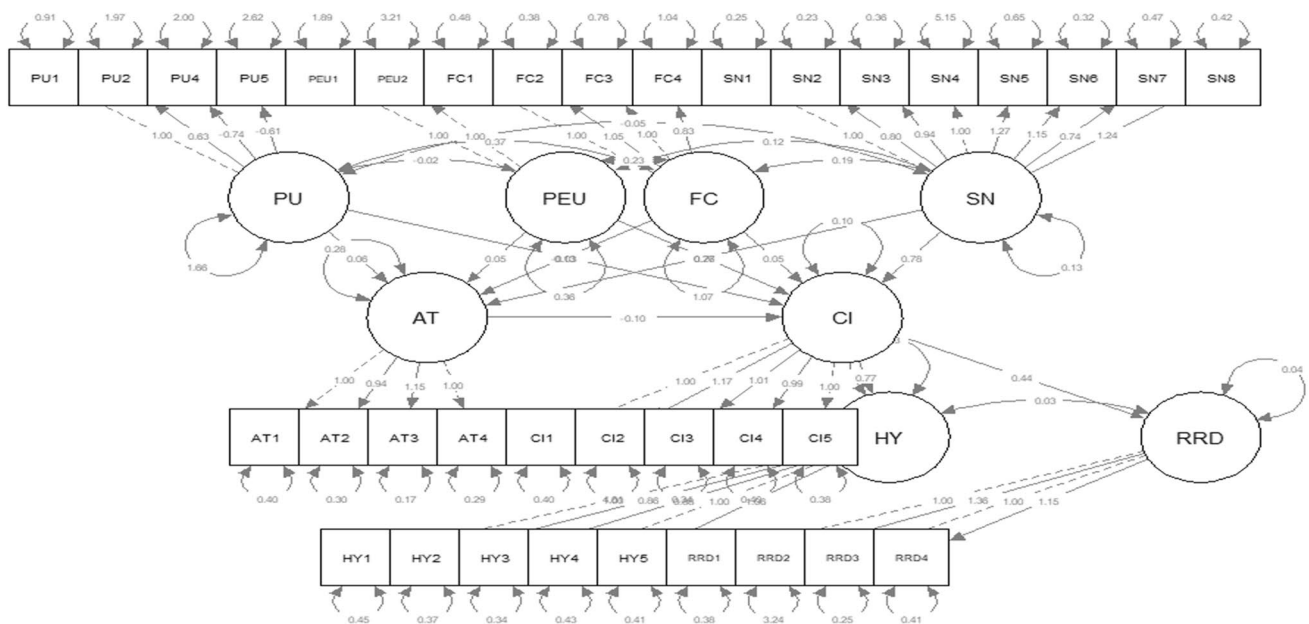 0.91 1.97 2.00 2.62 1.89 3.21 0.48 0.38 0.76 1.04 0.25 0.23 0.36 5.15 0.65 0.32 0.47 0.42
PU1 PU2 PU4 PU5 PEU1 PEU2 FC1 FC2 FC3 FC4 SN1 SN2 SN3 SN4 SN5 SN6 SN7 SN8
1.00 0.63 -0.74 -0.61 1.00 1.00 1.00 1.05 1.00 0.83 1.00 0.80 0.94 1.00 1.27 1.15 0.74 1.24
-0.05
0.37 0.12
-0.02 0.23 0.19
PU PEU FC SN
0.10
0.28 0.06 0.05 0.05 0.78
1.66 0.36 1.07 0.13
AT CI
-0.10
1.00 0.94 1.15 1.00 1.00 1.17 1.01 0.99 1.00 0.77 0.44 0.04
0.03
AT1 AT2 AT3 AT4 CI1 CI2 CI3 CI4 CI5 HY RRD
0.40 0.30 0.17 0.29 0.40 0.38
0.86 1.00 1.00 1.36 1.00 1.15
HY1 HY2 HY3 HY4 HY5 RRD1 RRD2 RRD3 RRD4
0.45 0.37 0.34 0.43 0.41 0.38 3.24 0.25 0.41